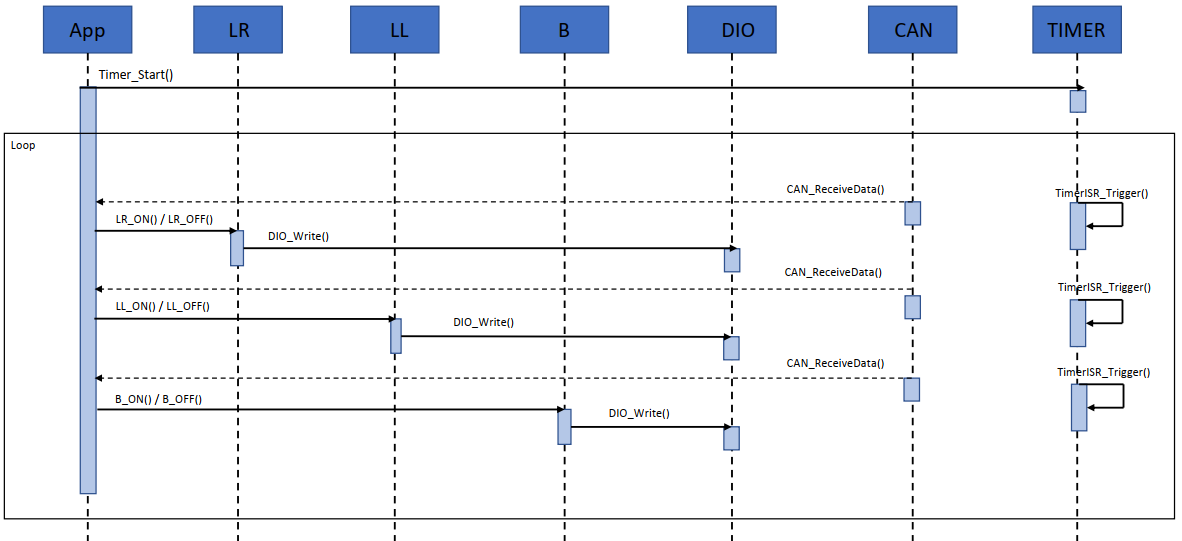 App
LR
LL
B
DIO
CAN
TIMER
Timer_Start()
Loop
CAN_ReceiveData()
TimerISR_Trigger()
LR_ON() / LR_OFF()
DIO_Write()
CAN_ReceiveData()
TimerISR_Trigger()
LL_ON() / LL_OFF()
DIO_Write()
CAN_ReceiveData()
TimerISR_Trigger()
B_ON() / B_OFF()
DIO_Write()